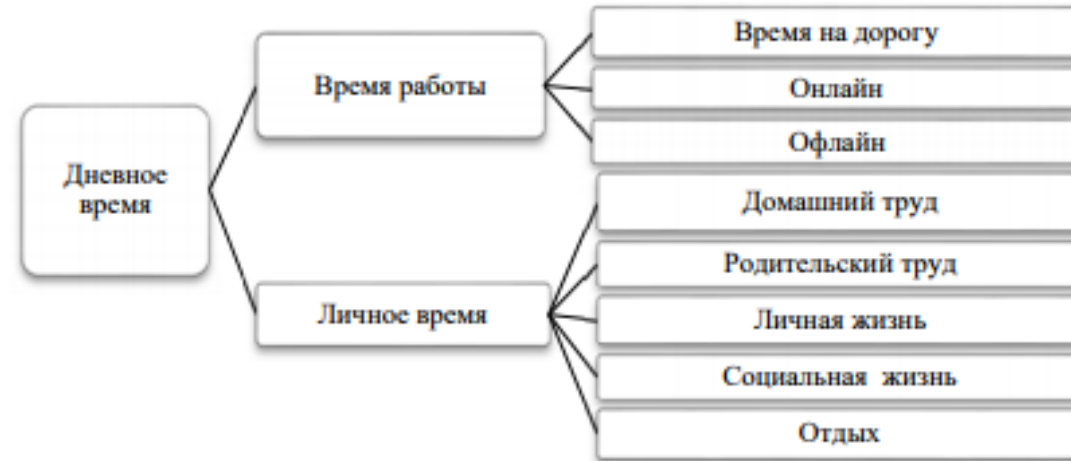 Дневное
время
Время работы
Время на дорогу
Онлайн
Офлайн
Личное время
Домашний труд
Родительский труд
Личная жизнь
Социальная жизнь
Отдых